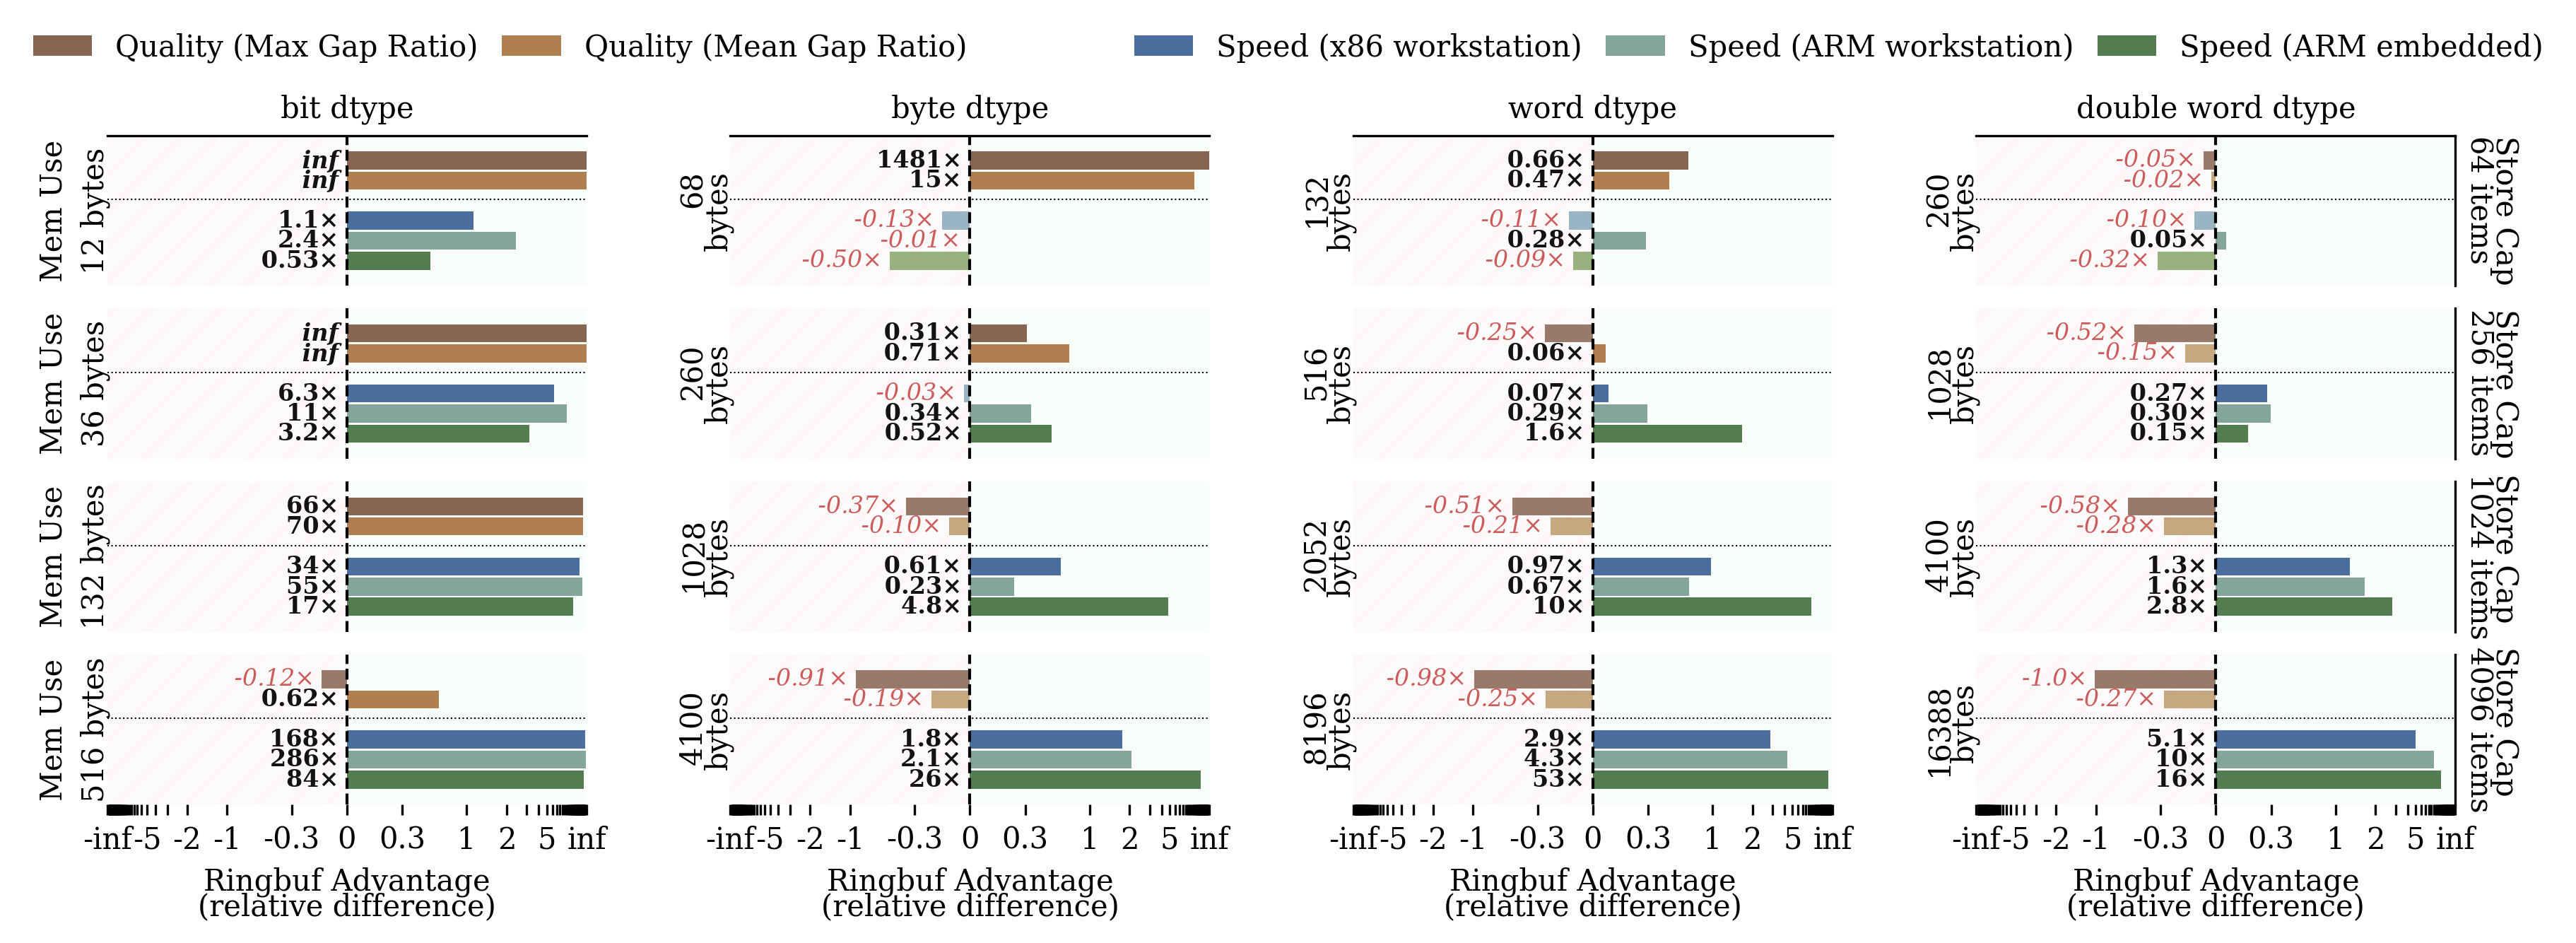 Quality (Max Gap Ratio) Quality (Mean Gap Ratio) Speed (x86 workstation) Speed (ARM workstation) Speed (ARM embedded)
bit dtype byte dtype word dtype double word dtype
Mem Use
12 bytes
inf
inf
1.1×
2.4×
0.53×
68
bytes
1481×
15×
-0.13×
-0.01×
-0.50×
132
bytes
0.66×
0.47×
-0.11×
0.28×
-0.09×
260
bytes
-0.05×
-0.02×
-0.10×
0.05×
-0.32×
Store Cap
64 items
Mem Use
36 bytes
inf
inf
6.3×
11×
3.2×
260
bytes
0.31×
0.71×
-0.03×
0.34×
0.52×
516
bytes
-0.25×
0.06×
0.07×
0.29×
1.6×
1028
bytes
-0.52×
-0.15×
0.27×
0.30×
0.15×
Store Cap
256 items
Mem Use
132 bytes
66×
70×
34×
55×
17×
1028
bytes
-0.37×
-0.10×
0.61×
0.23×
4.8×
2052
bytes
-0.51×
-0.21×
0.97×
0.67×
10×
4100
bytes
-0.58×
-0.28×
1.3×
1.6×
2.8×
Store Cap
1024 items
Mem Use
516 bytes
-0.12×
0.62×
168×
286×
84×
4100
bytes
-0.91×
-0.19×
1.8×
2.1×
26×
8196
bytes
-0.98×
-0.25×
2.9×
4.3×
53×
16388
bytes
-1.0×
-0.27×
5.1×
10×
16×
Store Cap
4096 items
-inf -5 -2 -1 -0.3 0 0.3 1 2 5 inf
-inf -5 -2 -1 -0.3 0 0.3 1 2 5 inf
-inf -5 -2 -1 -0.3 0 0.3 1 2 5 inf
-inf -5 -2 -1 -0.3 0 0.3 1 2 5 inf
Ringbuf Advantage
(relative difference)
Ringbuf Advantage
(relative difference)
Ringbuf Advantage
(relative difference)
Ringbuf Advantage
(relative difference)